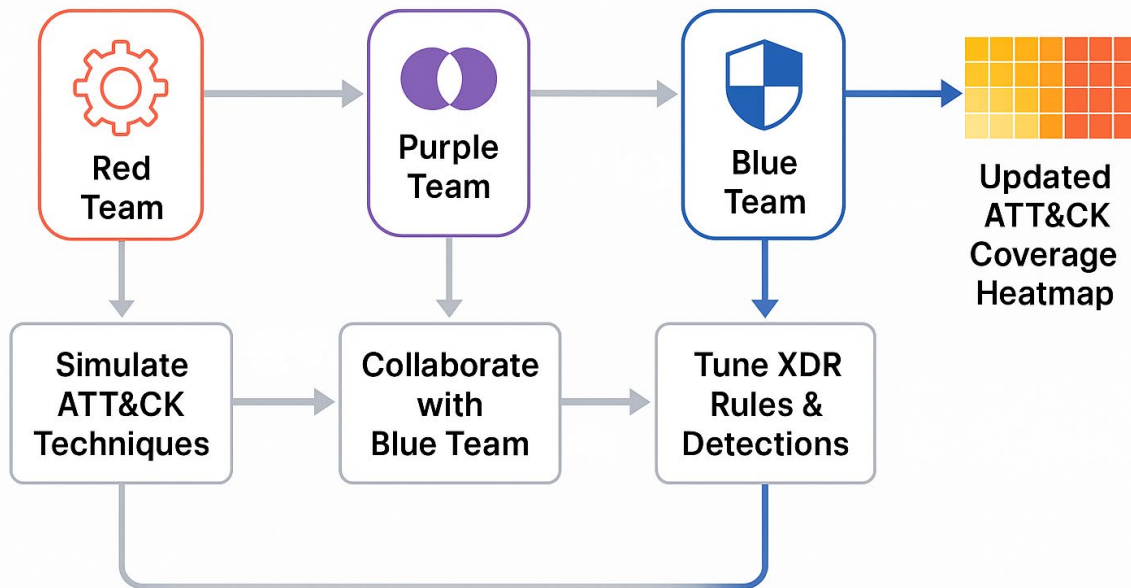 Red
Team
Purple
Team
Blue
Team
Updated
ATT&CK
Coverage
Heatmap
Simulate
ATT&CK
Techniques
Collaborate
with
Blue Team
Tune XDR
Rules &
Detections